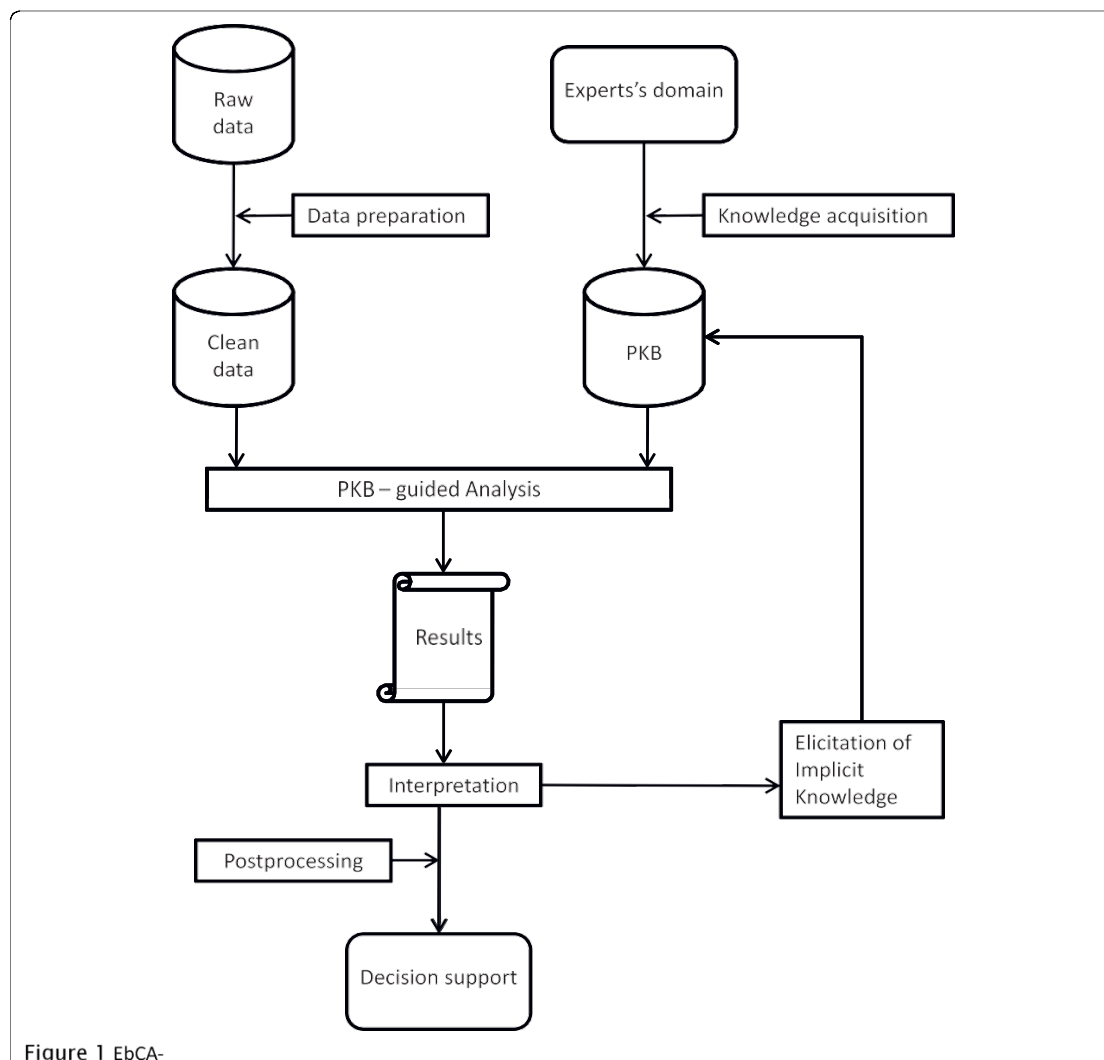 Raw
data
Experts's domain
Data preparation
Knowledge acquisition
Clean
data
PKB
PKB – guided Analysis
Results
Interpretation
Elicitation of
Implicit
Knowledge
Postprocessing
Decision support
Figure 1 EbCA-